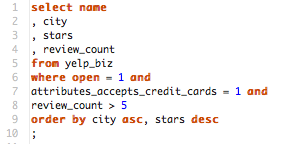 1 select name
2 , city
3 , stars
4 , review_count
5 from yelp_biz
6 where open = 1 and
7 attributes_accepts_credit_cards = 1 and
8 review_count > 5
9 order by city asc, stars desc
10 ;